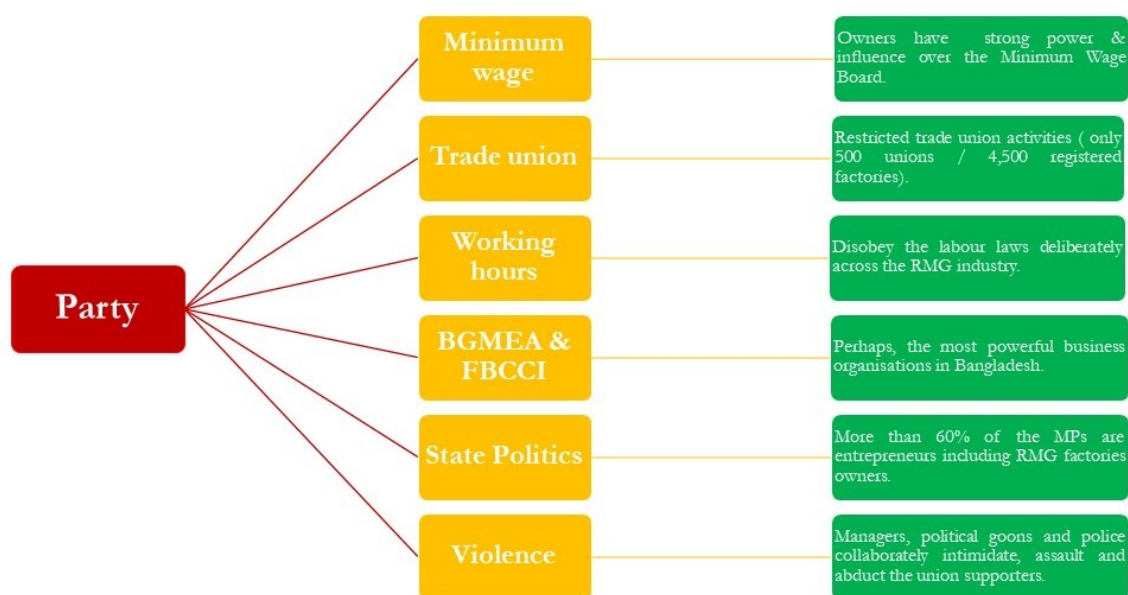 Party
Minimum
wage
Owners have strong power &
influence over the Minimum Wage
Board.
Trade union
Restricted trade union activities ( only
500 unions / 4,500 registered
factories).
Working
hours
Disobey the labour laws deliberately
across the RMG industry.
BGMEA &
FBCCI
Perhaps, the most powerful business
organisations in Bangladesh.
State Politics
More than 60% of the MPs are
entrepreneurs including RMG factories
owners.
Violence
Managers, political goons and police
collaborately intimidate, assault and
abduct the union supporters.